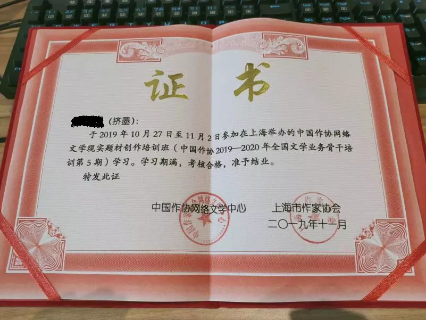 证书
(挤墨):
于2019年10月27日至11月2日参加在上海举办的中国作协网络
文学现实题材创作培训班（中国作协2019—2020年全国文学业务骨干培
训第5期）学习。学习期满，考核合格，准予结业。
特发此证
中国作协网络文学中心 上海市作家协会
二〇一九年十一月